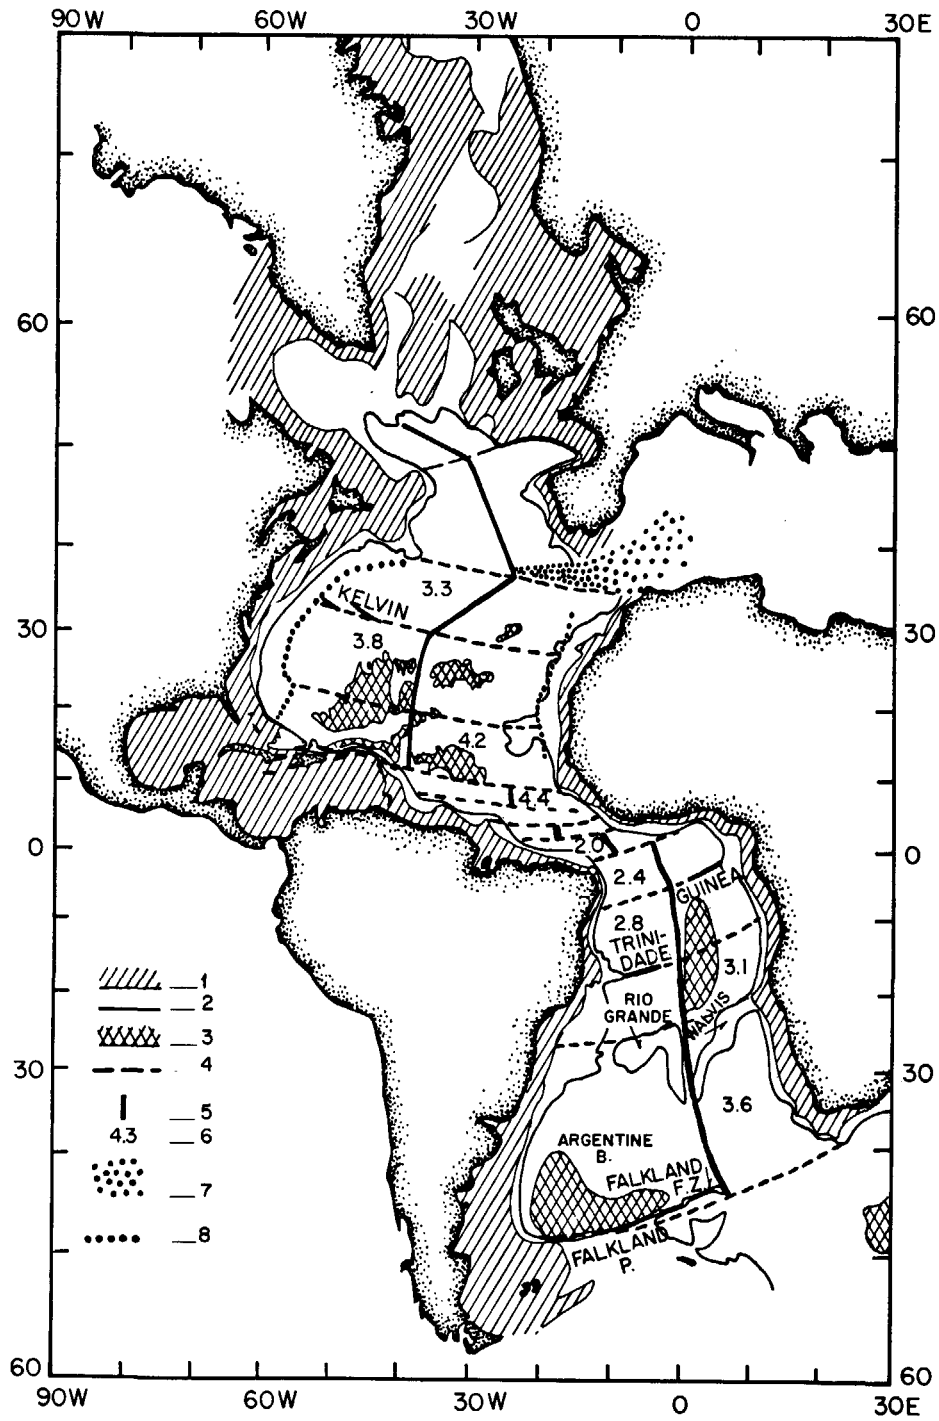 90W 60W 30W 0 30E
60 60
3.3
KELVIN
30 30
3.8
4.2
4.4
0 2.0 0
2.4
GUINEA
2.8
TRINI-
DADE
3.1
1
2
RIO
GRANDE
WALVIS
3
4
30 30
5
3.6
4.3 6
ARGENTINE
B.
FALKLAND
F.Z.
7
8
FALKLAND
P.
60 60
90W 60W 30W 0 30E